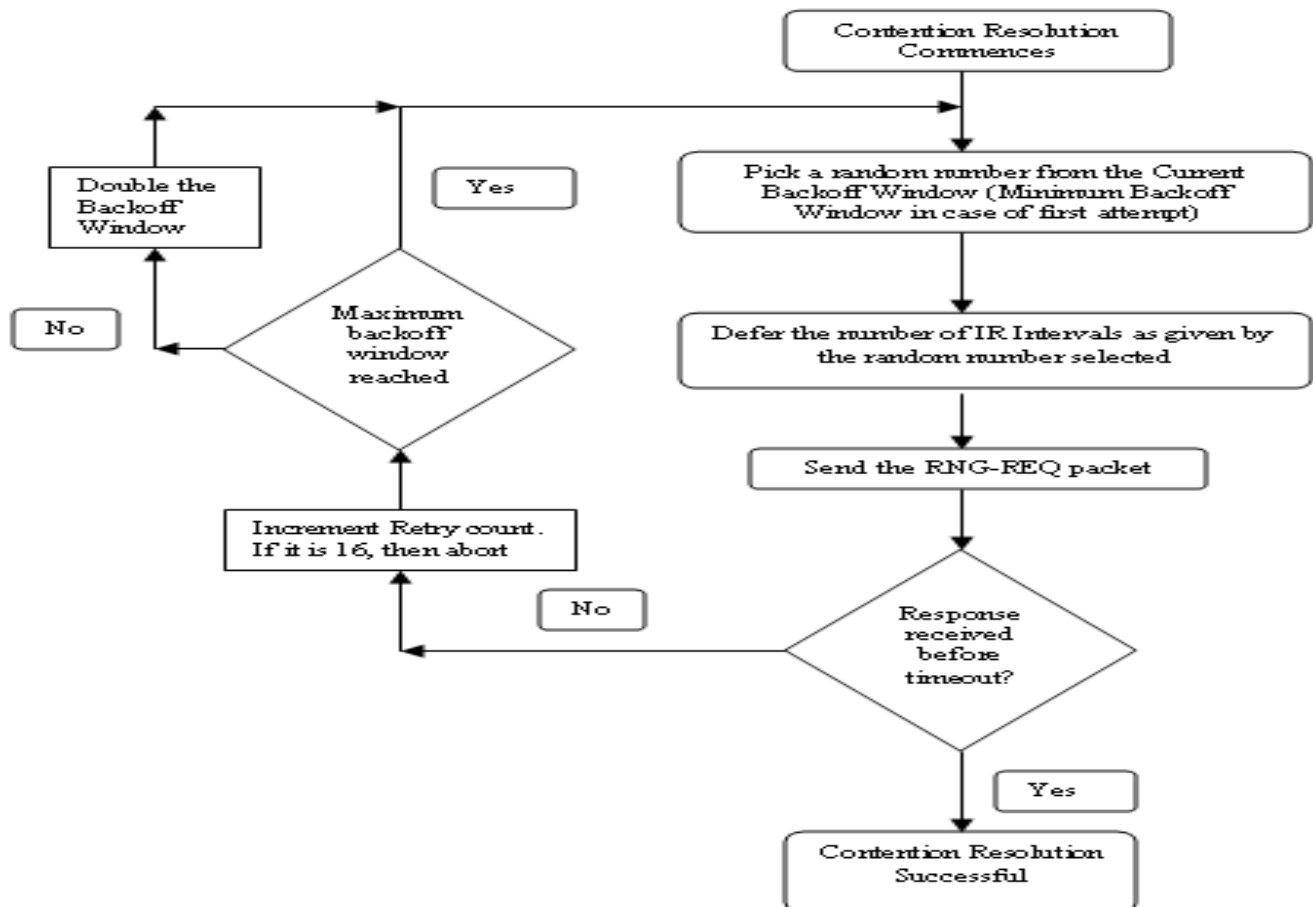 Contention Resolution
Commences
Pick a random number from the Current
Backoff Window (Minimum Backoff
Window in case of first attempt)
Defer the number of IR Intervals as given by
the random number selected
Send the RNG-REQ packet
Response
received
before
timeout?
Yes
Contention Resolution
Successful
No
Increment Retry count.
If it is 16, then abort
Maximum
backoff
window
reached
Yes
No
Double the
Backoff
Window